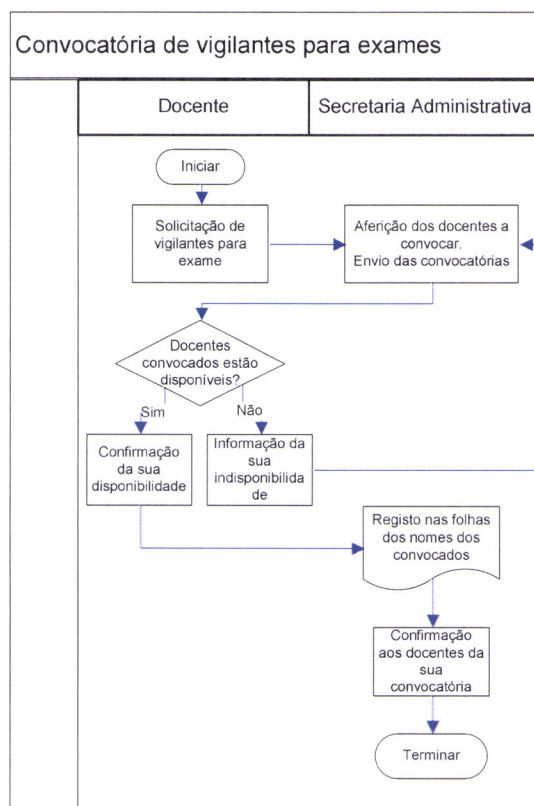 Convocatória de vigilantes para exames
Docente
Secretaria Administrativa
Iniciar
Solicitação de
vigilantes para
exame
Aferição dos docentes a
convocar.
Envio das convocatórias
Docentes
convocados estão
disponíveis?
Sim
Não
Confirmação
da sua
disponibilidade
Informação da
sua
indisponibilida
de
Registo nas folhas
dos nomes dos
convocados
Confirmação
aos docentes da
sua
convocatória
Terminar